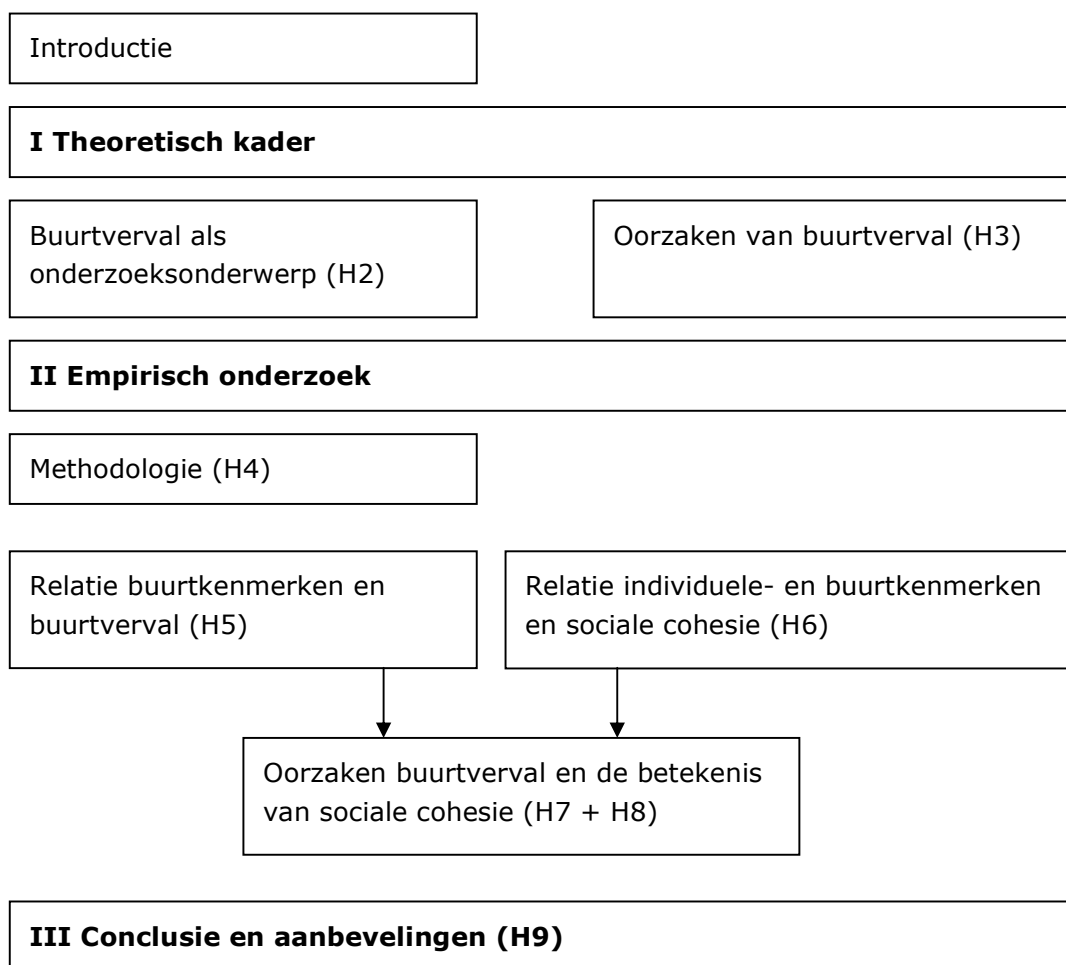 Introductie
I Theoretisch kader
Buurtverval als
onderzoeksonderwerp (H2)
Oorzaken van buurtverval (H3)
II Empirisch onderzoek
Methodologie (H4)
Relatie buurtkenmerken en
buurtverval (H5)
Relatie individuele- en buurtkenmerken
en sociale cohesie (H6)
Oorzaken buurtverval en de betekenis
van sociale cohesie (H7 + H8)
III Conclusie en aanbevelingen (H9)